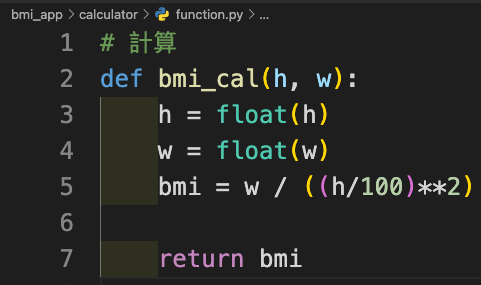 bmi_app > calculator > function.py > ...
1 # 計算
2 def bmi_cal(h, w):
3 h = float(h)
4 w = float(w)
5 bmi = w / ((h/100)**2)
6
7 return bmi